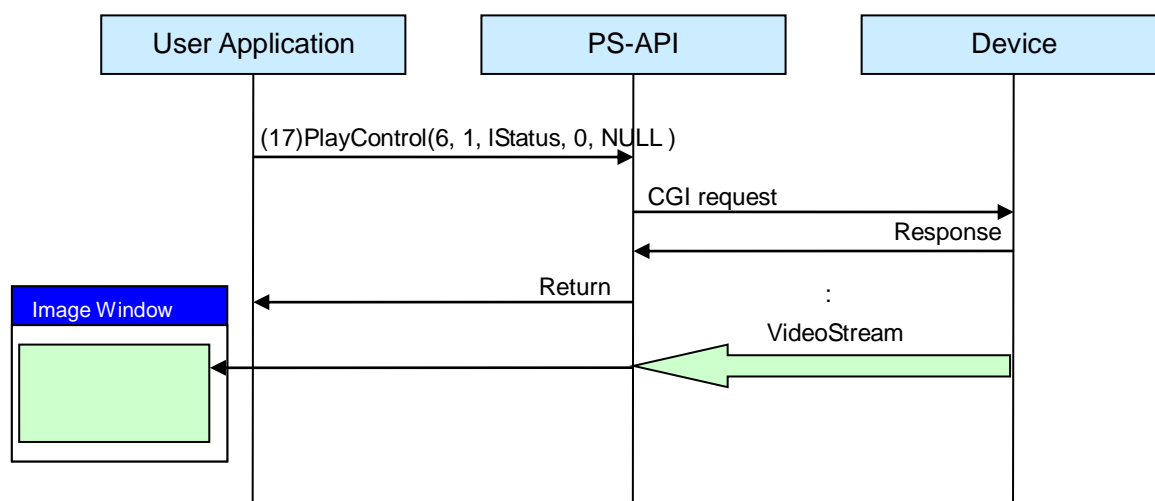 User Application
PS-API
Device
(17)PlayControl(6, 1, lStatus, 0, NULL )
CGI request
Response
Return
:
Image Window
VideoStream